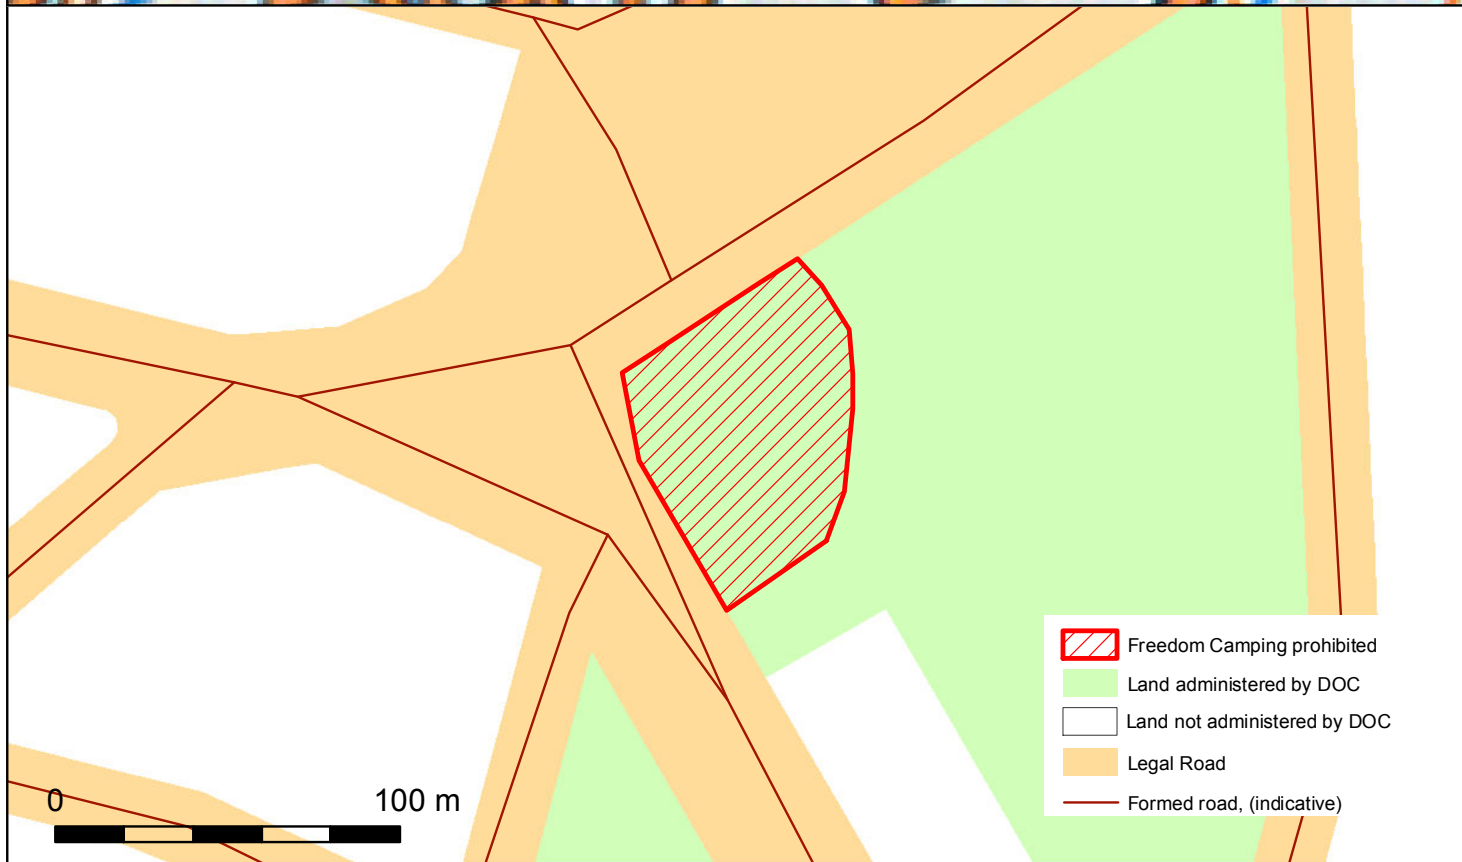 Freedom Camping prohibited
Land administered by DOC
Land not administered by DOC
Legal Road
Formed road, (indicative)
0 100 m